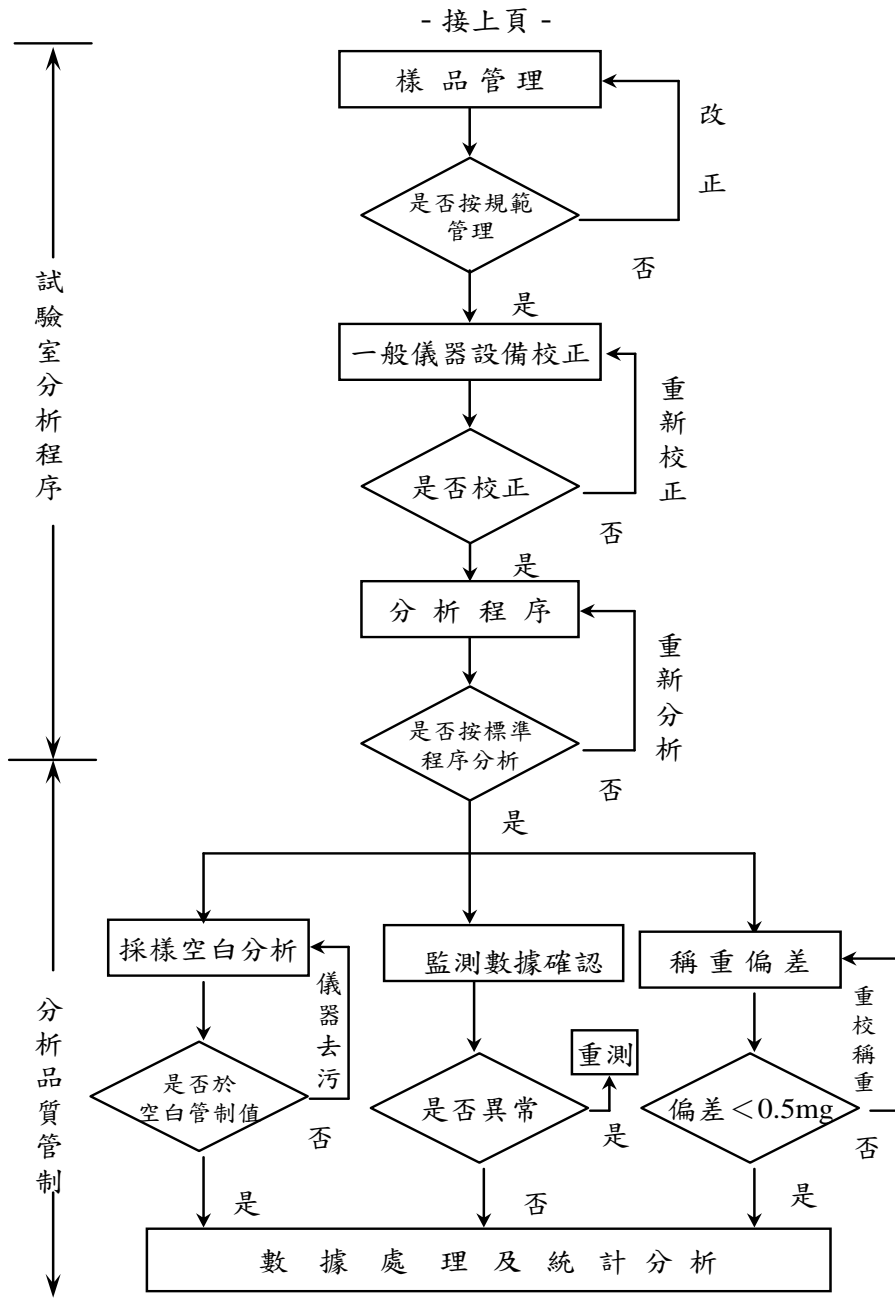 - 接上頁 -
樣品管理
改正
是否按規範
管理
否
是
試驗室分析程序
一般儀器設備校正
重新校正
是否校正
否
是
分析程序
重新分析
是否按標準
程序分析
否
是
分析品質管制
採樣空白分析
儀器去污
監測數據確認
稱重偏差
重校稱重
重測
是否於
空白管制值
否
是否異常
是
偏差＜0.5mg
否
是
否
是
數據處理及統計分析